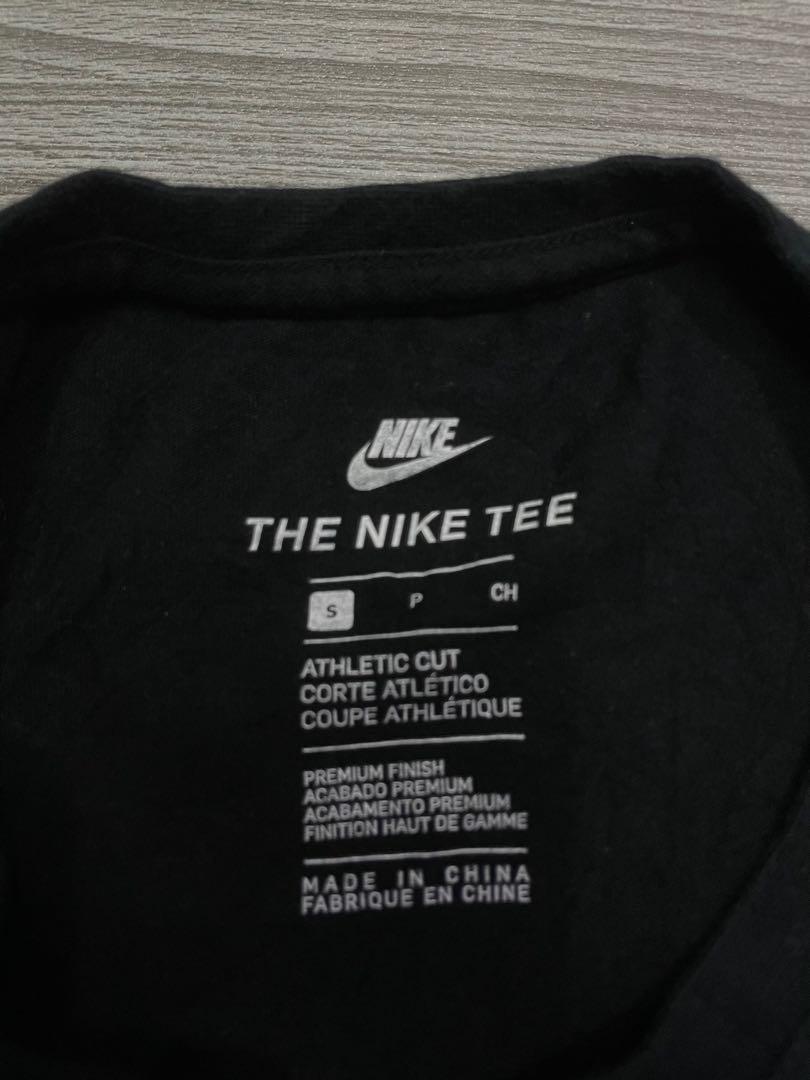 NIKE
THE NIKE TEE
S P CH
ATHLETIC CUT
CORTE ATLÉTICO
COUPE ATHLÉTIQUE
PREMIUM FINISH
ACABADO PREMIUM
ACABAMENTO PREMIUM
FINITION HAUT DE GAMME
MADE IN CHINA
FABRIQUE EN CHINE